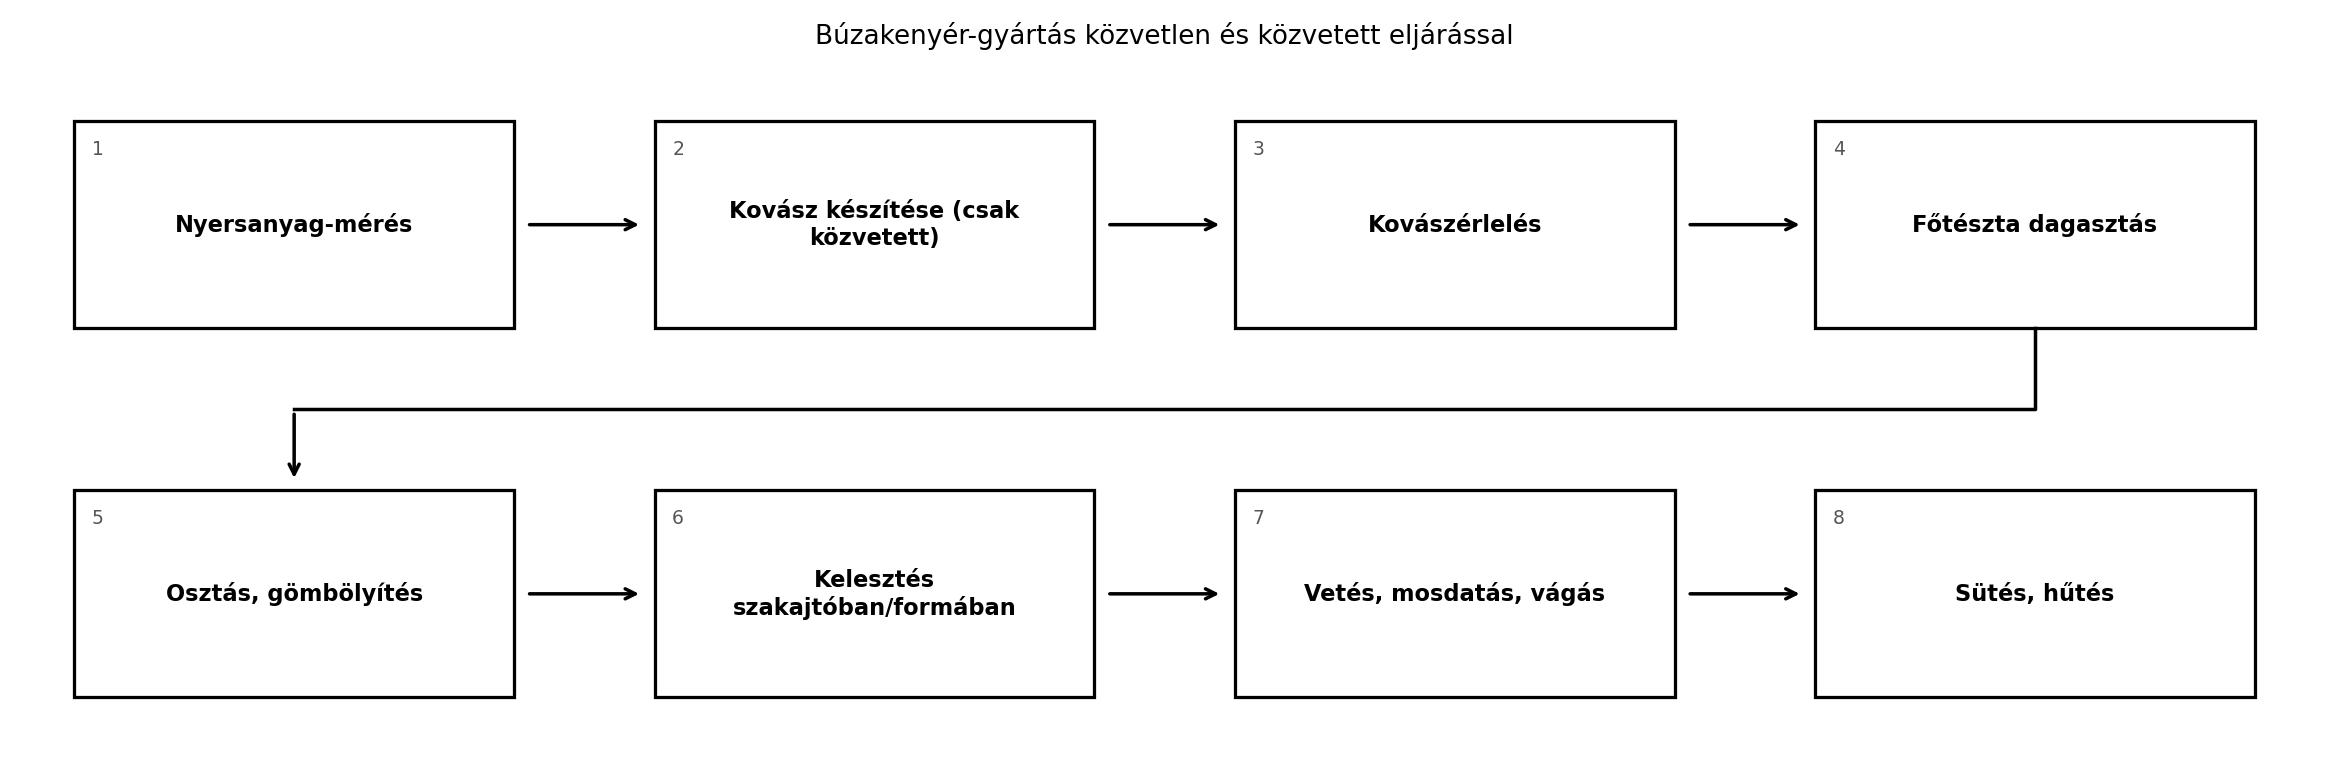 Búzakenyér-gyártás közvetlen és közvetett eljárással
1
Nyersanyag-mérés
2
Kovász készítése (csak
közvetett)
3
Kovászérlelés
4
Főtészta dagasztás
5
Osztás, gömbölyítés
6
Kelesztés
szakajtóban/formában
7
Vetés, mosdatás, vágás
8
Sütés, hűtés